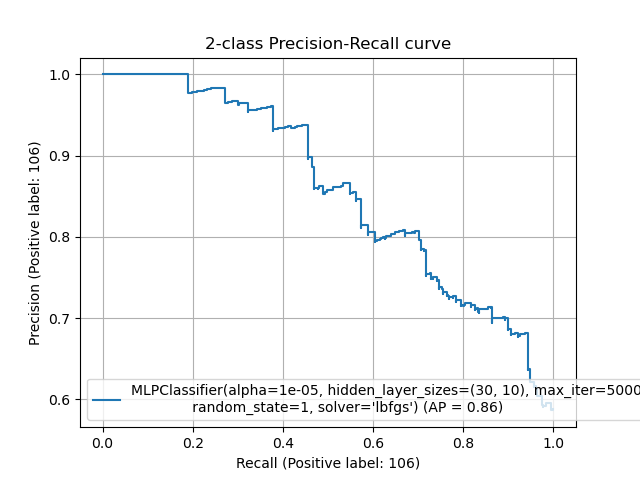 2-class Precision-Recall curve
1.0
0.9
0.8
0.7
0.6
Precision (Positive label: 106)
MLPClassifier(alpha=1e-05, hidden_layer_sizes=(30, 10), max_iter=5000
random_state=1, solver='lbfgs') (AP = 0.86)
0.0 0.2 0.4 0.6 0.8 1.0
Recall (Positive label: 106)